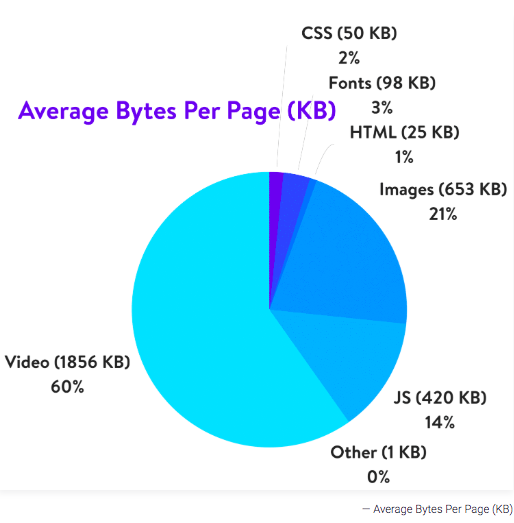 CSS (50 KB)
2%
Fonts (98 KB)
Average Bytes Per Page (KB)
3%
HTML (25 KB)
1%
Images (653 KB)
21%
Video (1856 KB)
60%
JS (420 KB)
14%
Other (1 KB)
0%
— Average Bytes Per Page (KB)